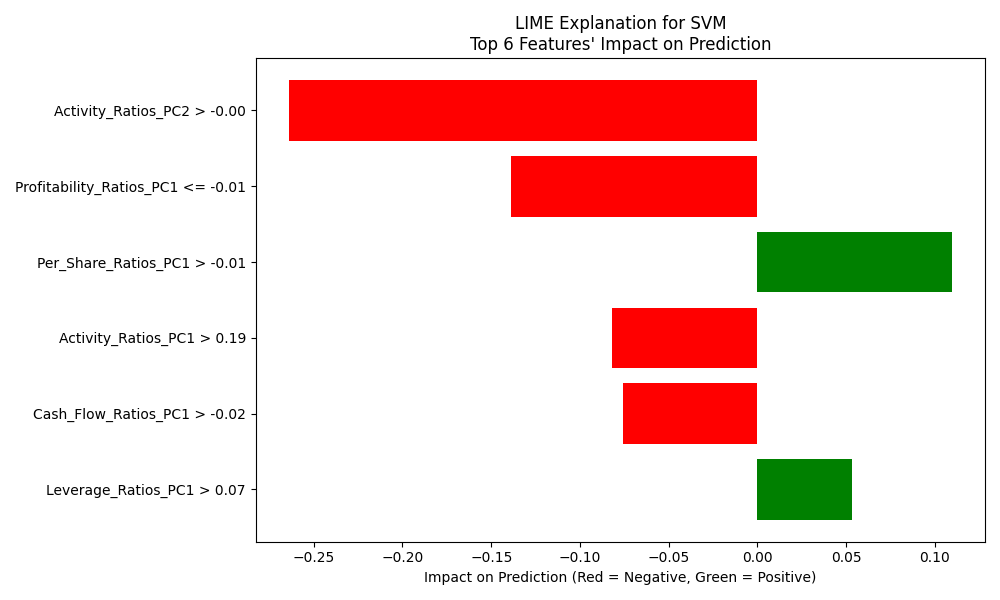 LIME Explanation for SVM
Top 6 Features' Impact on Prediction
Activity_Ratios_PC2 > -0.00
Profitability_Ratios_PC1 <= -0.01
Per_Share_Ratios_PC1 > -0.01
Activity_Ratios_PC1 > 0.19
Cash_Flow_Ratios_PC1 > -0.02
Leverage_Ratios_PC1 > 0.07
−0.25 −0.20 −0.15 −0.10 −0.05 0.00 0.05 0.10
Impact on Prediction (Red = Negative, Green = Positive)